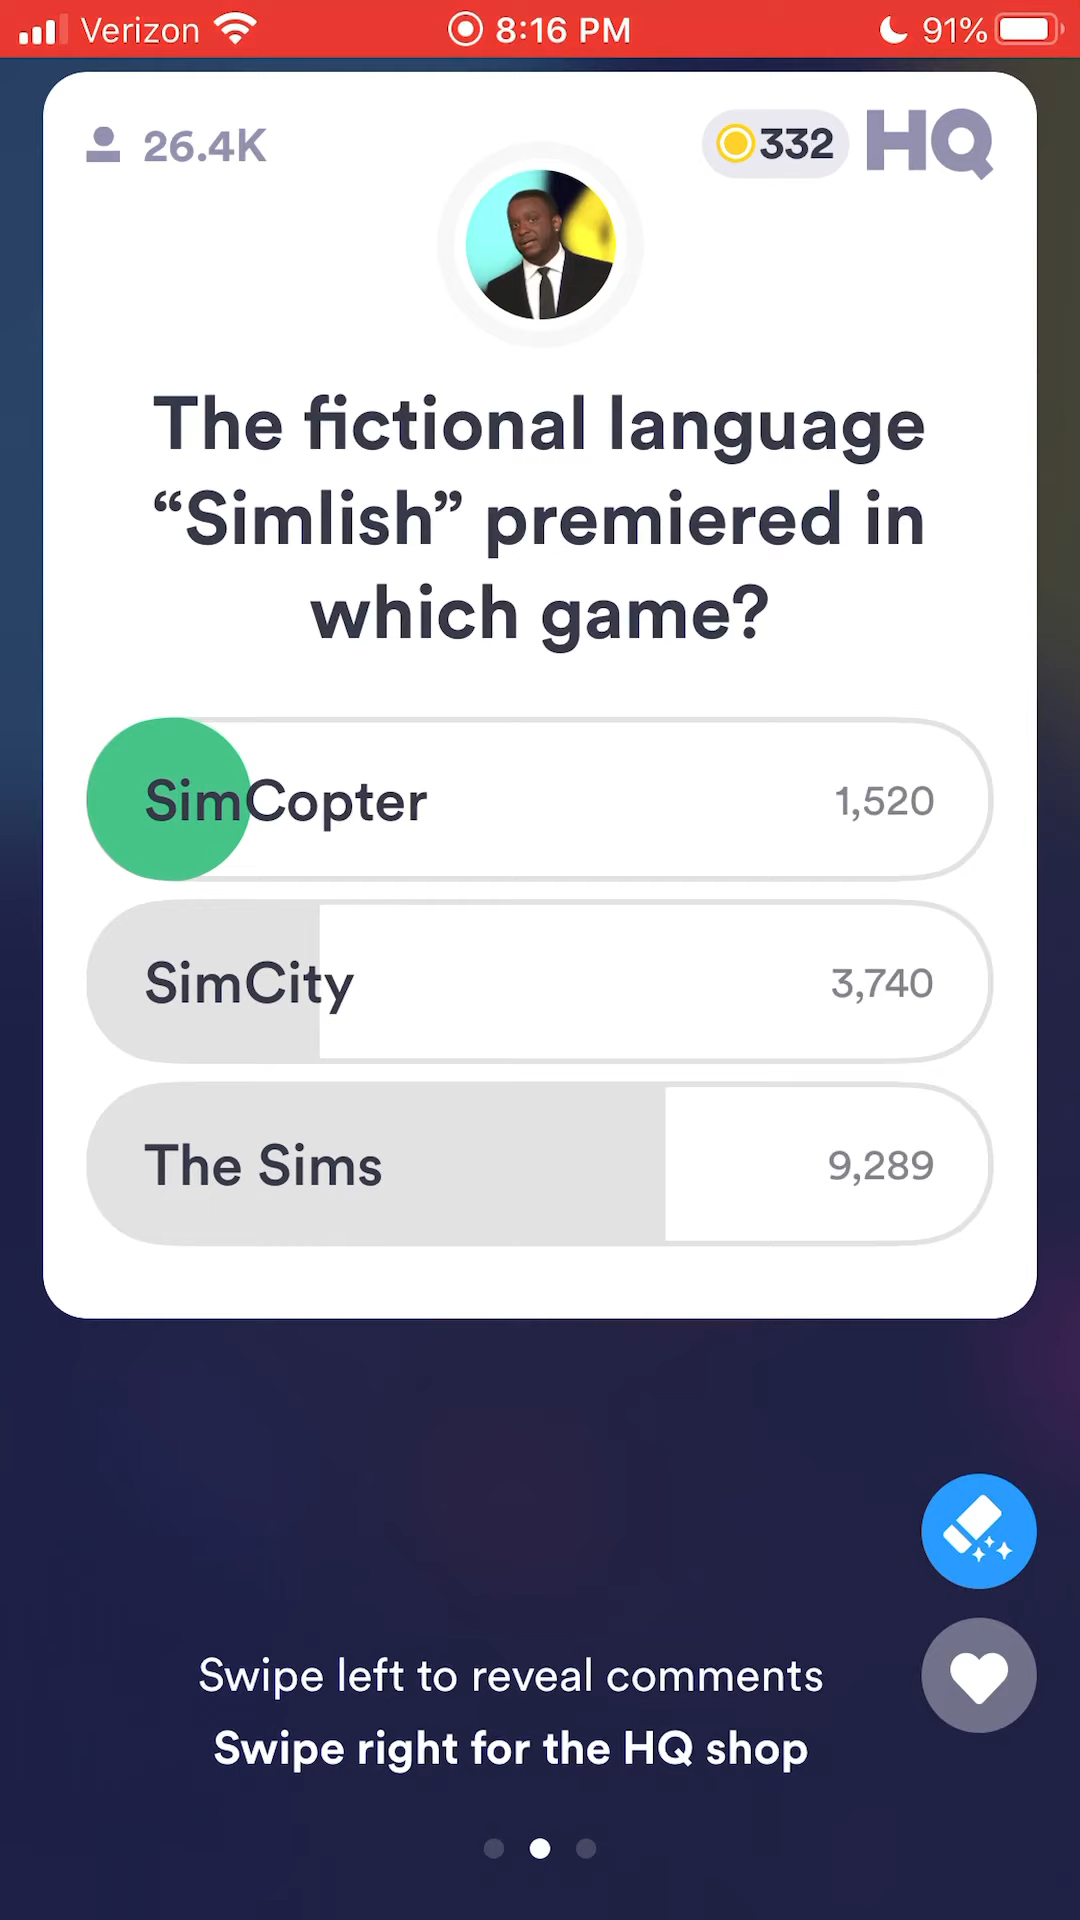 Verizon 8:16 PM 91%
26.4K 332 HQ
The fictional language
“Simlish” premiered in
which game?
SimCopter 1,520
SimCity 3,740
The Sims 9,289
Swipe left to reveal comments
Swipe right for the HQ shop